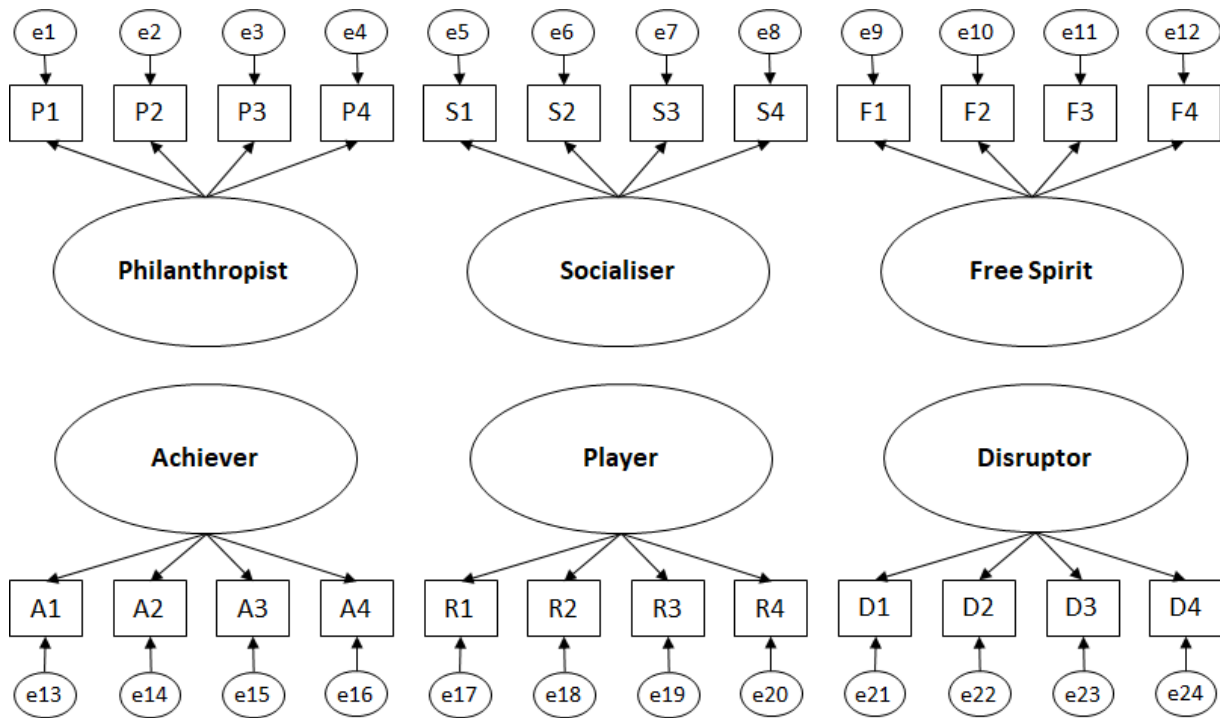 e1 e2 e3 e4 e5 e6 e7 e8 e9 e10 e11 e12
P1 P2 P3 P4 S1 S2 S3 S4 F1 F2 F3 F4
Philanthropist Socialiser Free Spirit
Achiever Player Disruptor
A1 A2 A3 A4 R1 R2 R3 R4 D1 D2 D3 D4
e13 e14 e15 e16 e17 e18 e19 e20 e21 e22 e23 e24